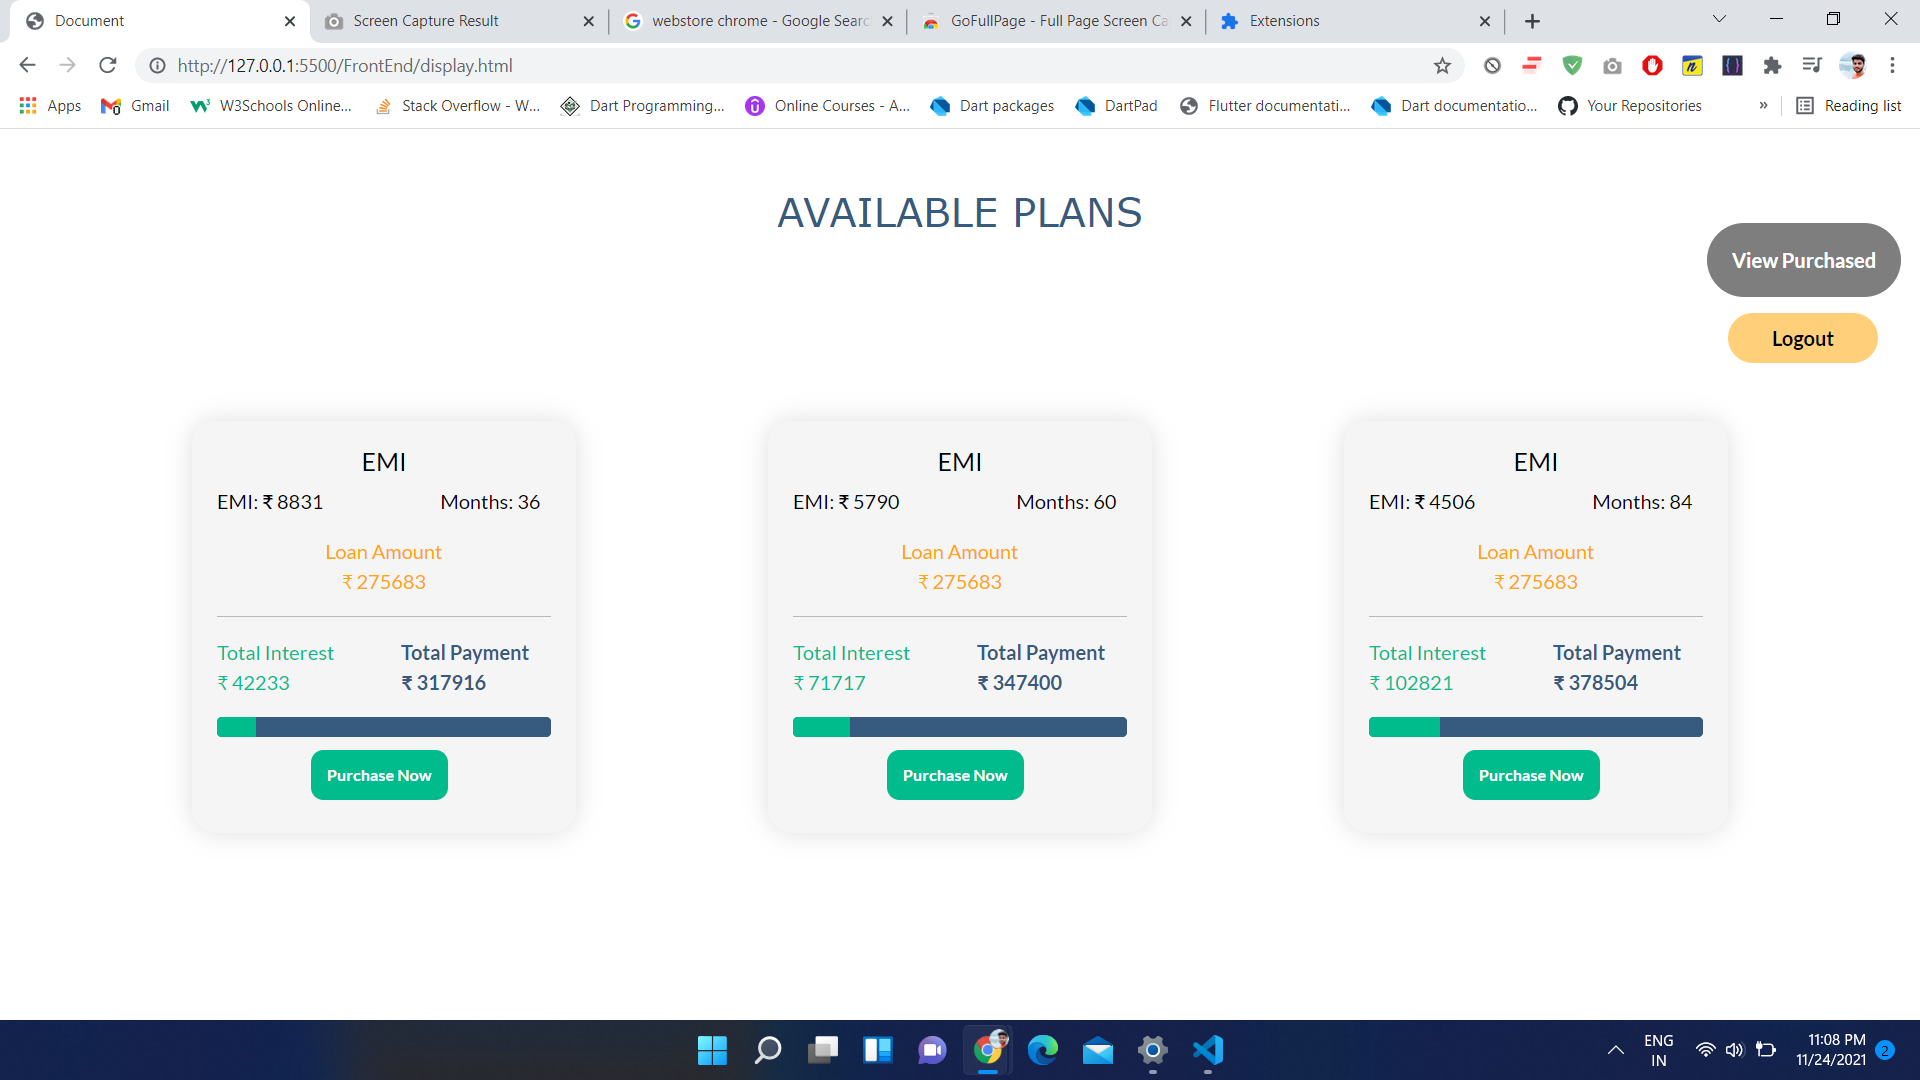 Document
Screen Capture Result
webstore chrome - Google Searc
GoFullPage - Full Page Screen Ca
Extensions
http://127.0.0.1:5500/FrontEnd/display.html
Apps
Gmail
W3Schools Online...
Stack Overflow - W...
Dart Programming...
Online Courses - A...
Dart packages
DartPad
Flutter documentati...
Dart documentatio...
Your Repositories
»
Reading list
AVAILABLE PLANS
View Purchased
Logout
EMI
EMI: ₹ 8831 Months: 36
Loan Amount
₹ 275683
Total Interest Total Payment
₹ 42233 ₹ 317916
Purchase Now
EMI
EMI: ₹ 5790 Months: 60
Loan Amount
₹ 275683
Total Interest Total Payment
₹ 71717 ₹ 347400
Purchase Now
EMI
EMI: ₹ 4506 Months: 84
Loan Amount
₹ 275683
Total Interest Total Payment
₹ 102821 ₹ 378504
Purchase Now
ENG
IN
11:08 PM
11/24/2021
2